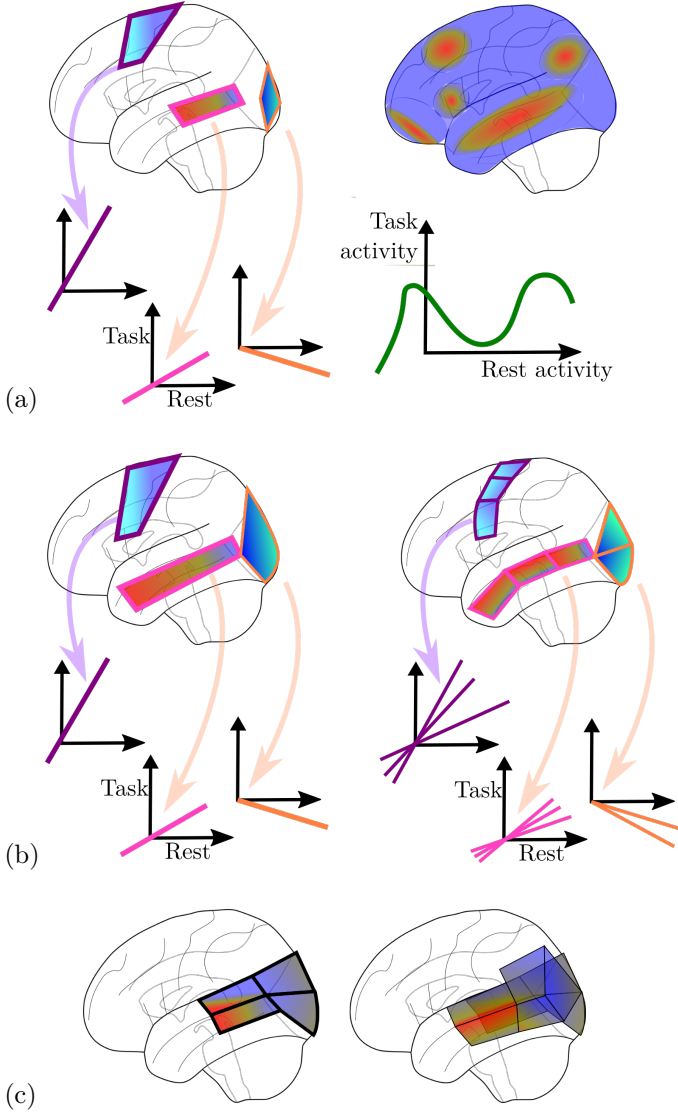 Task
activity
Task
Rest
Rest activity
(a)
Task
Rest
Task
Rest
(b)
(c)